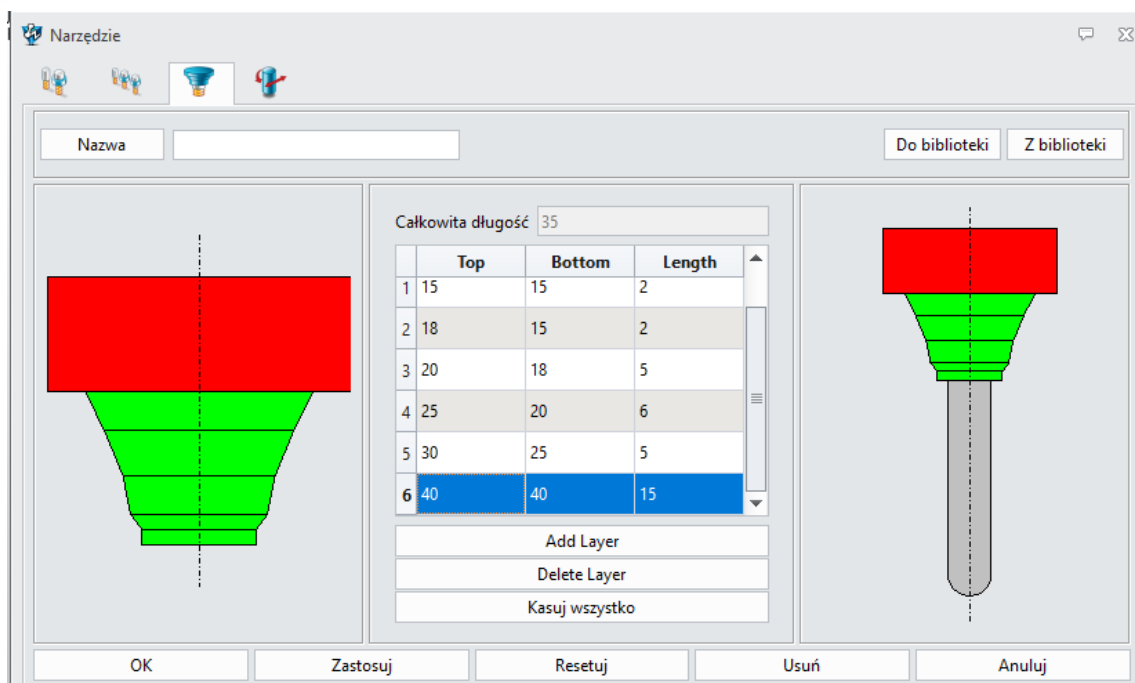 Narzędzie
Nazwa
Do biblioteki Z biblioteki
Całkowita długość 35
Top Bottom Length
1 15 15 2
2 18 15 2
3 20 18 5
4 25 20 6
5 30 25 5
6 40 40 15
Add Layer
Delete Layer
Kasuj wszystko
OK Zastosuj Resetuj Usuń Anuluj